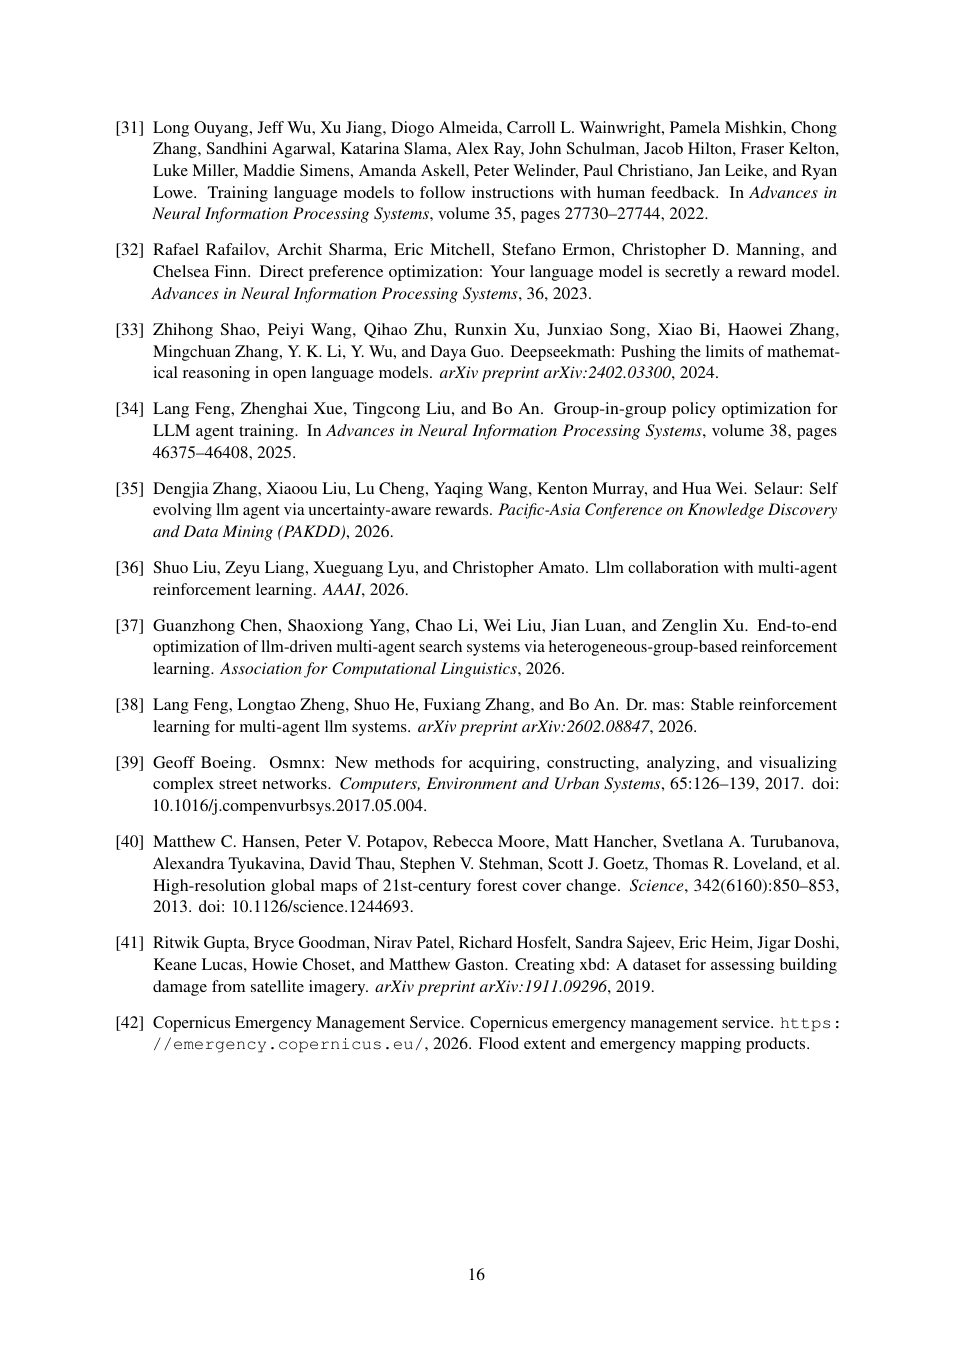 [31] Long Ouyang, Jeff Wu, Xu Jiang, Diogo Almeida, Carroll L. Wainwright, Pamela Mishkin, Chong
Zhang, Sandhini Agarwal, Katarina Slama, Alex Ray, John Schulman, Jacob Hilton, Fraser Kelton,
Luke Miller, Maddie Simens, Amanda Askell, Peter Welinder, Paul Christiano, Jan Leike, and Ryan
Lowe. Training language models to follow instructions with human feedback. In Advances in
Neural Information Processing Systems, volume 35, pages 27730–27744, 2022.
[32] Rafael Rafailov, Archit Sharma, Eric Mitchell, Stefano Ermon, Christopher D. Manning, and
Chelsea Finn. Direct preference optimization: Your language model is secretly a reward model.
Advances in Neural Information Processing Systems, 36, 2023.
[33] Zhihong Shao, Peiyi Wang, Qihao Zhu, Runxin Xu, Junxiao Song, Xiao Bi, Haowei Zhang,
Mingchuan Zhang, Y. K. Li, Y. Wu, and Daya Guo. Deepseekmath: Pushing the limits of mathemat-
ical reasoning in open language models. arXiv preprint arXiv:2402.03300, 2024.
[34] Lang Feng, Zhenghai Xue, Tingcong Liu, and Bo An. Group-in-group policy optimization for
LLM agent training. In Advances in Neural Information Processing Systems, volume 38, pages
46375–46408, 2025.
[35] Dengjia Zhang, Xiaoou Liu, Lu Cheng, Yaqing Wang, Kenton Murray, and Hua Wei. Selaur: Self
evolving llm agent via uncertainty-aware rewards. Pacific-Asia Conference on Knowledge Discovery
and Data Mining (PAKDD), 2026.
[36] Shuo Liu, Zeyu Liang, Xueguang Lyu, and Christopher Amato. Llm collaboration with multi-agent
reinforcement learning. AAAI, 2026.
[37] Guanzhong Chen, Shaoxiong Yang, Chao Li, Wei Liu, Jian Luan, and Zenglin Xu. End-to-end
optimization of llm-driven multi-agent search systems via heterogeneous-group-based reinforcement
learning. Association for Computational Linguistics, 2026.
[38] Lang Feng, Longtao Zheng, Shuo He, Fuxiang Zhang, and Bo An. Dr. mas: Stable reinforcement
learning for multi-agent llm systems. arXiv preprint arXiv:2602.08847, 2026.
[39] Geoff Boeing. Osmnx: New methods for acquiring, constructing, analyzing, and visualizing
complex street networks. Computers, Environment and Urban Systems, 65:126–139, 2017. doi:
10.1016/j.compenvurbsys.2017.05.004.
[40] Matthew C. Hansen, Peter V. Potapov, Rebecca Moore, Matt Hancher, Svetlana A. Turubanova,
Alexandra Tyukavina, David Thau, Stephen V. Stehman, Scott J. Goetz, Thomas R. Loveland, et al.
High-resolution global maps of 21st-century forest cover change. Science, 342(6160):850–853,
2013. doi: 10.1126/science.1244693.
[41] Ritwik Gupta, Bryce Goodman, Nirav Patel, Richard Hosfelt, Sandra Sajeev, Eric Heim, Jigar Doshi,
Keane Lucas, Howie Choset, and Matthew Gaston. Creating xbd: A dataset for assessing building
damage from satellite imagery. arXiv preprint arXiv:1911.09296, 2019.
[42] Copernicus Emergency Management Service. Copernicus emergency management service. https:
//emergency.copernicus.eu/, 2026. Flood extent and emergency mapping products.
16